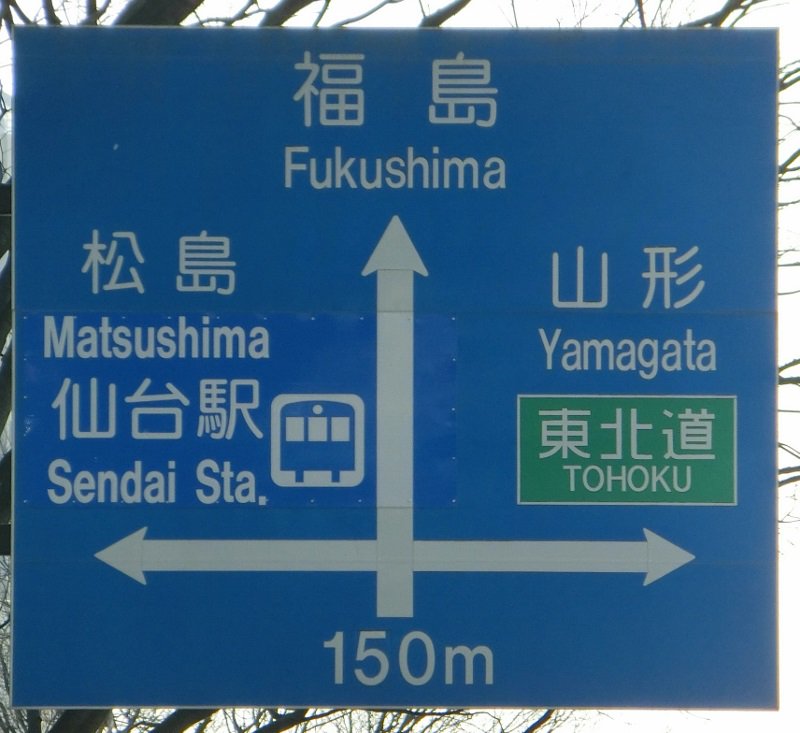 福島
Fukushima
松島
Matsushima
仙台駅
Sendai Sta.
山形
Yamagata
東北道
TOHOKU
150m